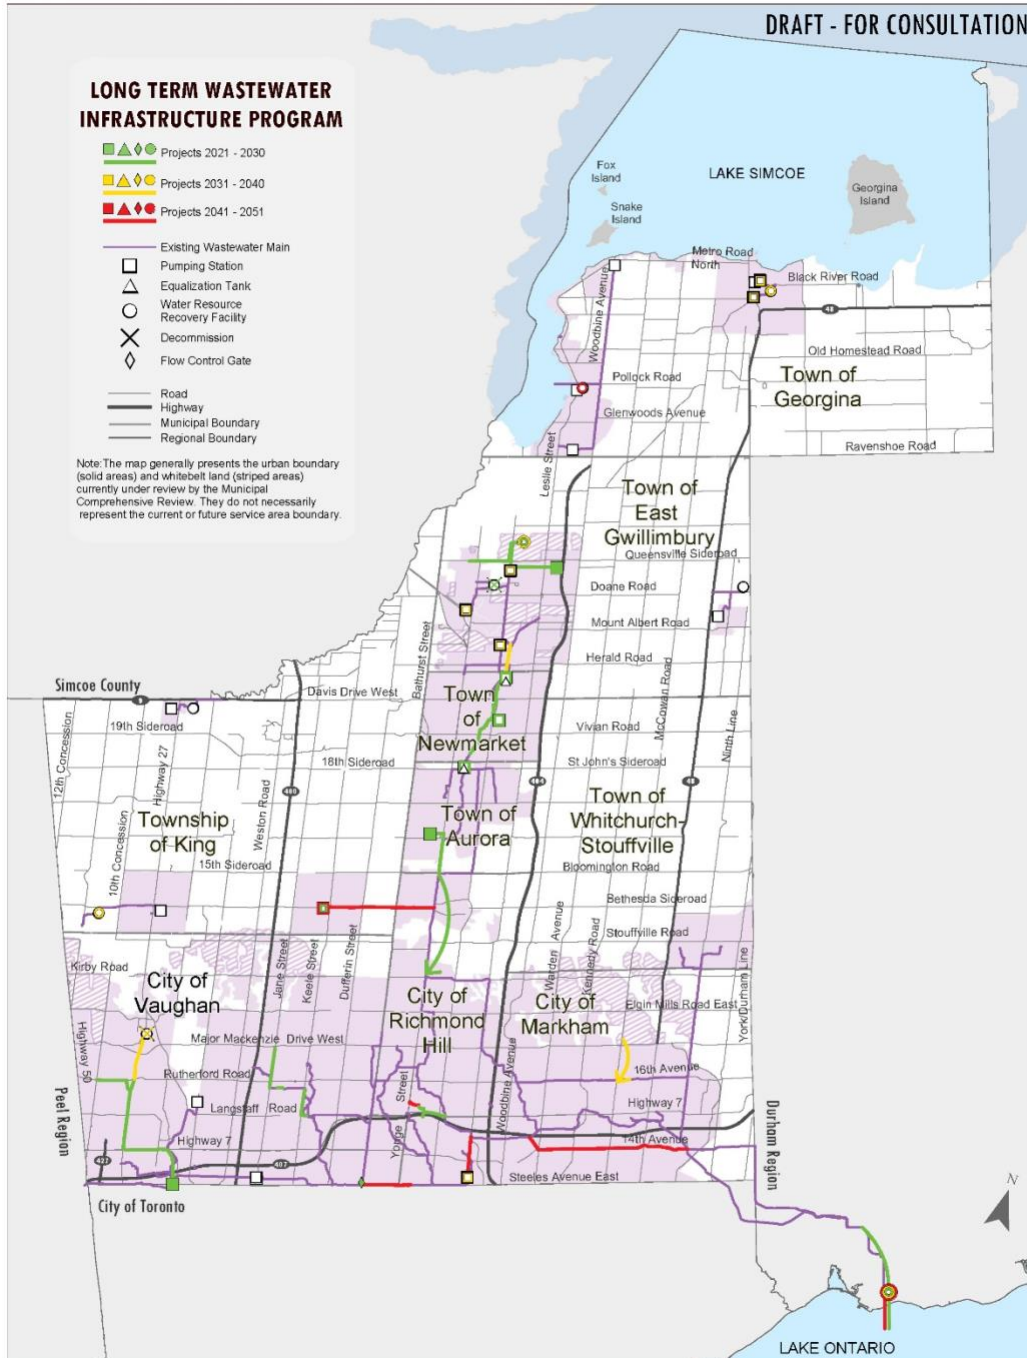 DRAFT - FOR CONSULTATION
LONG TERM WASTEWATER
INFRASTRUCTURE PROGRAM
Projects 2021 - 2030
Projects 2031 - 2040
Projects 2041 - 2051
Existing Wastewater Main
Pumping Station
Equalization Tank
Water Resource
Recovery Facility
Decommission
Flow Control Gate
Road
Highway
Municipal Boundary
Regional Boundary
Note:The map generally presents the urban boundary
(solid areas) and whitebelt land (striped areas)
currently under review by the Municipal
Comprehensive Review. They do not necessarily
represent the current or future service area boundary.
Fox
Island
Snake
Island
LAKE SIMCOE
Georgina
Island
Metro Road
North
Black River Road
Woodbine Avenue
48
Old Homestead Road
Pollock Road
Town of
Georgina
Glenwoods Avenue
Ravenshoe Road
Leslie Street
Town of
East
Gwillimbury
Queensville Sideroad
Doane Road
Mount Albert Road
Herald Road
Bathurst Street
Simcoe County
9
Davis Drive West
Town
of
Newmarket
Vivian Road
McCowan Road
Ninth Line
19th Sideroad
18th Sideroad
St John's Sideroad
12th Concession
Highway 27
Weston Road
400
404
48
Township
of King
Town of
Aurora
Town of
Whitchurch-
Stouffville
10th Concession
15th Sideroad
Bloomington Road
Bethesda Sideroad
Stouffville Road
Warden Avenue
Kennedy Road
Kirby Road
City of
Vaughan
Jane Street
Keele Street
Dufferin Street
City of
Richmond
Hill
City of
Markham
Elgin Mills Road East
York/Durham Line
Highway 50
Major Mackenzie Drive West
Rutherford Road
16th Avenue
Langstaff Road
Yonge Street
Woodbine Avenue
Highway 7
Highway 7
14th Avenue
Peel Region
Durham Region
427
407
Steeles Avenue East
City of Toronto
N
LAKE ONTARIO